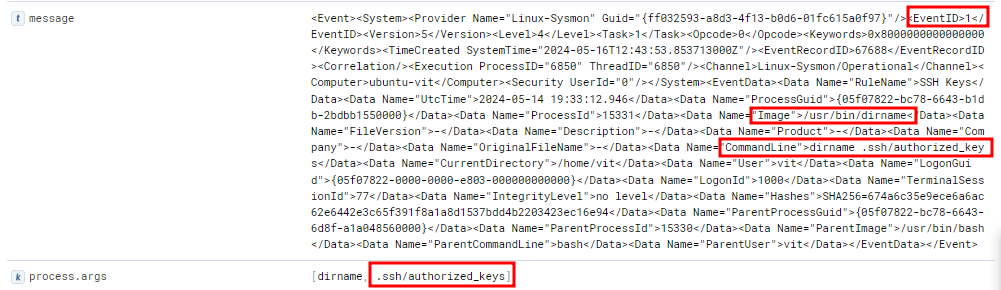 t message
<Event><System><Provider Name="Linux-Sysmon" Guid="{ff032593-a8d3-4f13-b0d6-01fc615a0f97}"/><EventID>1</
EventID><Version>5</Version><Level>4</Level><Task>1</Task><Opcode>0</Opcode><Keywords>0x8000000000000000
</Keywords><TimeCreated SystemTime="2024-05-16T12:43:53.853713000Z"/><EventRecordID>67688</EventRecordID
><Correlation/><Execution ProcessID="6850" ThreadID="6850"/><Channel>Linux-Sysmon/Operational</Channel><
Computer>ubuntu-vit</Computer><Security UserId="0"/></System><EventData><Data Name="RuleName">SSH Keys</
Data><Data Name="UtcTime">2024-05-14 19:33:12.946</Data><Data Name="ProcessGuid">{05f07822-bc78-6643-b1d
b-2bdbb1550000}</Data><Data Name="ProcessId">15331</Data><Data Name="Image">/usr/bin/dirname</Data><Data
Name="FileVersion">-</Data><Data Name="Description">-</Data><Data Name="Product">-</Data><Data Name="Com
pany">-</Data><Data Name="OriginalFileName">-</Data><Data Name="CommandLine">dirname .ssh/authorized_key
s</Data><Data Name="CurrentDirectory">/home/vit</Data><Data Name="User">vit</Data><Data Name="LogonGui
d">{05f07822-0000-0000-e803-000000000000}</Data><Data Name="LogonId">1000</Data><Data Name="TerminalSess
ionId">77</Data><Data Name="IntegrityLevel">no level</Data><Data Name="Hashes">SHA256=674a6c35e9ece6a6ac
62e6442e3c65f391f8a1a8d1537bdd4b2203423ec16e94</Data><Data Name="ParentProcessGuid">{05f07822-bc78-6643-
6d8f-a1a048560000}</Data><Data Name="ParentProcessId">15330</Data><Data Name="ParentImage">/usr/bin/bash
</Data><Data Name="ParentCommandLine">bash</Data><Data Name="ParentUser">vit</Data></EventData></Event>
k process.args
[dirname, .ssh/authorized_keys]